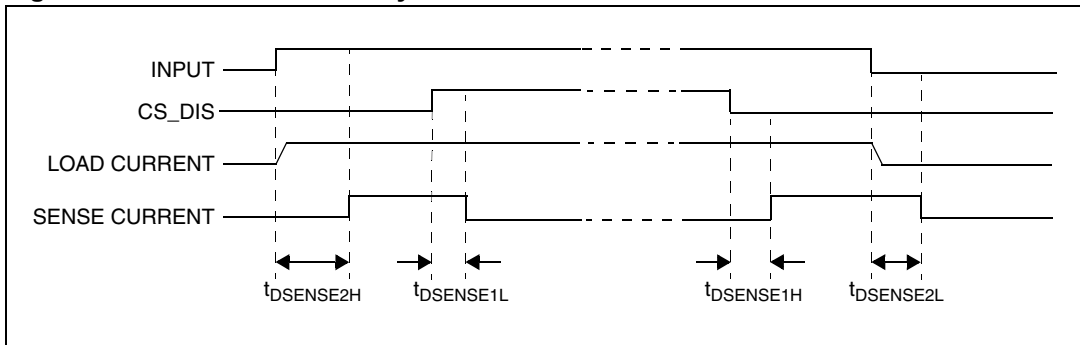 INPUT
CS_DIS
LOAD CURRENT
SENSE CURRENT
tDSENSE2H tDSENSE1L tDSENSE1H tDSENSE2L